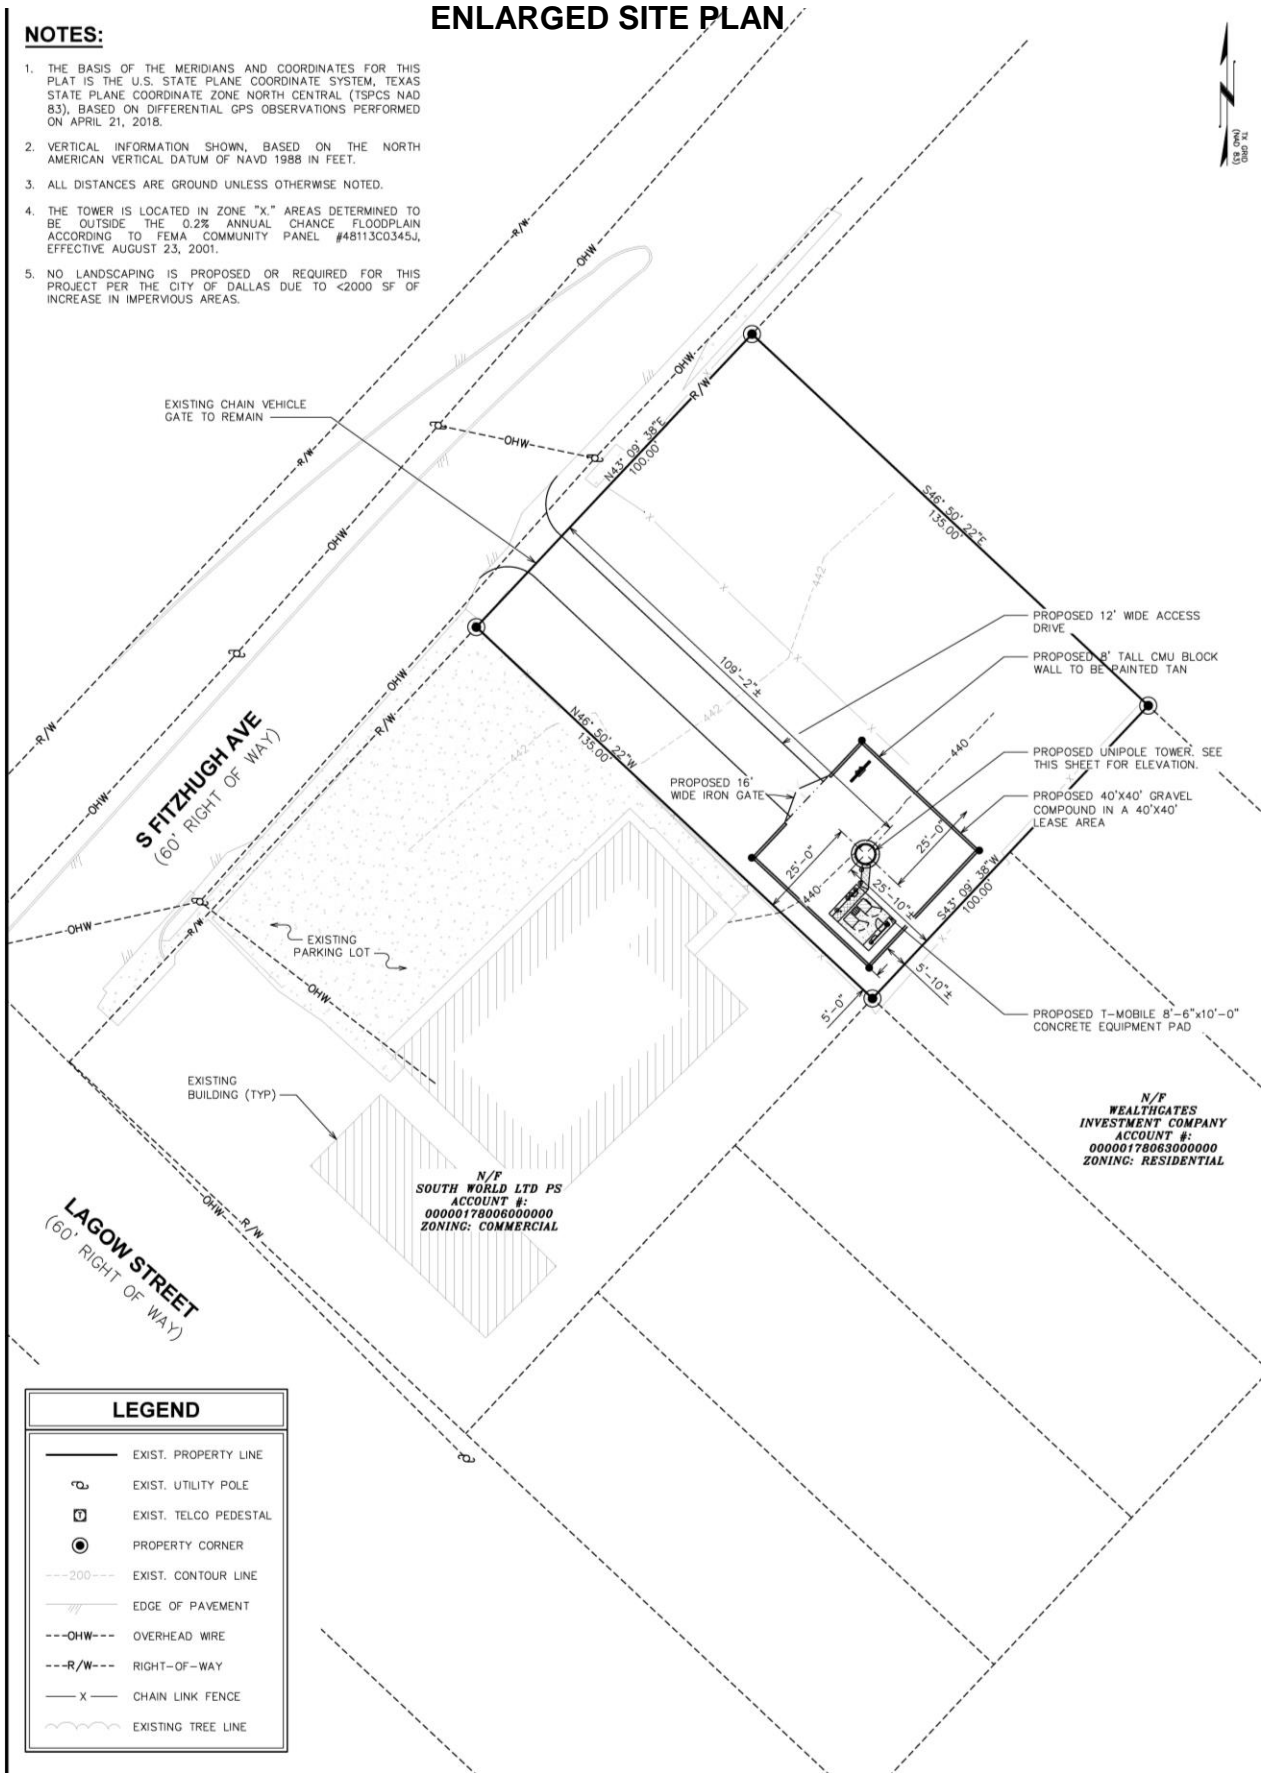 ENLARGED SITE PLAN
NOTES:
1. THE BASIS OF THE MERIDIANS AND COORDINATES FOR THIS
PLAT IS THE U.S. STATE PLANE COORDINATE SYSTEM, TEXAS
STATE PLANE COORDINATE ZONE NORTH CENTRAL (TSPCS NAD
83), BASED ON DIFFERENTIAL GPS OBSERVATIONS PERFORMED
ON APRIL 21, 2018.
2. VERTICAL INFORMATION SHOWN, BASED ON THE NORTH
AMERICAN VERTICAL DATUM OF NAVD 1988 IN FEET.
3. ALL DISTANCES ARE GROUND UNLESS OTHERWISE NOTED.
4. THE TOWER IS LOCATED IN ZONE "X." AREAS DETERMINED TO
BE OUTSIDE THE 0.2% ANNUAL CHANCE FLOODPLAIN
ACCORDING TO FEMA COMMUNITY PANEL #48113C0345J,
EFFECTIVE AUGUST 23, 2001.
5. NO LANDSCAPING IS PROPOSED OR REQUIRED FOR THIS
PROJECT PER THE CITY OF DALLAS DUE TO <2000 SF OF
INCREASE IN IMPERVIOUS AREAS.
N
TX GRID
(NAD 83)
R/W
OHW
OHW
R/W
EXISTING CHAIN VEHICLE
GATE TO REMAIN
OHW
R/W
N43° 09' 38"E
100.00'
S46° 50' 22"E
135.00'
OHW
X
442
X
X
X
PROPOSED 12' WIDE ACCESS
DRIVE
PROPOSED 8' TALL CMU BLOCK
WALL TO BE PAINTED TAN
109'-2"±
OHW
R/W
442
N46° 50' 22"W
135.00'
442
R/W
S FITZHUGH AVE
(60' RIGHT OF WAY)
440
PROPOSED UNIPOLE TOWER. SEE
THIS SHEET FOR ELEVATION.
PROPOSED 16'
WIDE IRON GATE
PROPOSED 40'X40' GRAVEL
COMPOUND IN A 40'X40'
LEASE AREA
OHW
25'-0"
25'-0"
25'-10"±
440
S43° 09' 38"W
100.00'
OHW
R/W
EXISTING
PARKING LOT
X
X
OHW
5'-10"±
5'-0"
PROPOSED T-MOBILE 8'-6"x10'-0"
CONCRETE EQUIPMENT PAD
EXISTING
BUILDING (TYP)
N/F
WEALTHGATES
INVESTMENT COMPANY
ACCOUNT #:
00000178063000000
ZONING: RESIDENTIAL
N/F
SOUTH WORLD LTD PS
ACCOUNT #:
00000178006000000
ZONING: COMMERCIAL
OHW
R/W
LAGOW STREET
(60' RIGHT OF WAY)
LEGEND
EXIST. PROPERTY LINE
EXIST. UTILITY POLE
T EXIST. TELCO PEDESTAL
PROPERTY CORNER
200 EXIST. CONTOUR LINE
EDGE OF PAVEMENT
OHW OVERHEAD WIRE
R/W RIGHT-OF-WAY
X CHAIN LINK FENCE
EXISTING TREE LINE